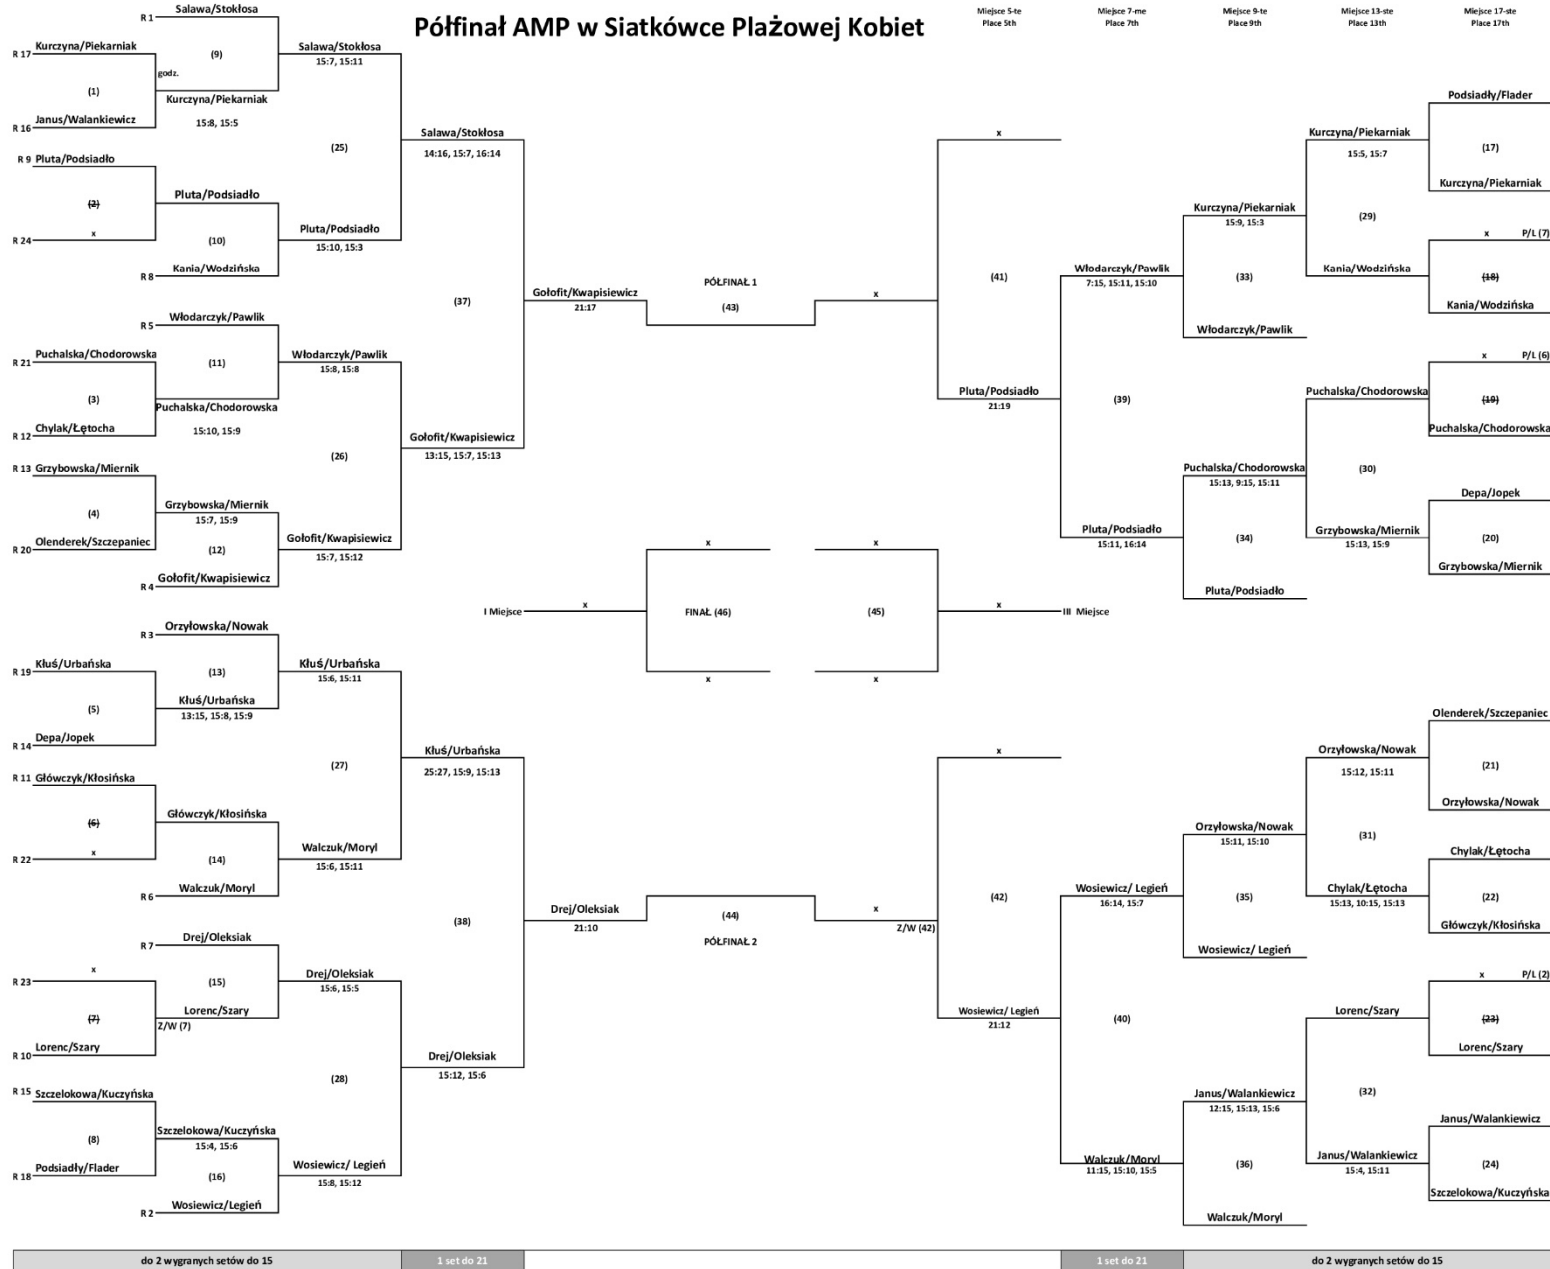 Półfinał AMP w Siatkówce Plażowej Kobiet
Miejsce 5-te
Place 5th
Miejsce 7-me
Place 7th
Miejsce 9-te
Place 9th
Miejsce 13-ste
Place 13th
Miejsce 17-ste
Place 17th
R 1 Salawa/Stokłosa
R 17 Kurczyna/Piekarniak
(9)
Salawa/Stokłosa
15:7, 15:11
godz.
(1)
Kurczyna/Piekarniak
15:8, 15:5
R 16 Janus/Walankiewicz
(25)
Salawa/Stokłosa
14:16, 15:7, 16:14
R 9 Pluta/Podsiadło
(2)
Pluta/Podsiadło
R 24 x
(10)
Pluta/Podsiadło
15:10, 15:3
R 8 Kania/Wodzińska
(37)
Gołofit/Kwapisiewicz
21:17
R 5 Włodarczyk/Pawlik
R 21 Puchalska/Chodorowska
(11)
Włodarczyk/Pawlik
15:8, 15:8
(3)
Puchalska/Chodorowska
15:10, 15:9
R 12 Chylak/Łętocha
(26)
Gołofit/Kwapisiewicz
13:15, 15:7, 15:13
R 13 Grzybowska/Miernik
(4)
Grzybowska/Miernik
15:7, 15:9
R 20 Olenderek/Szczepaniec
(12)
Gołofit/Kwapisiewicz
15:7, 15:12
R 4 Gołofit/Kwapisiewicz
R 3 Orzyłowska/Nowak
R 19 Kłuś/Urbańska
(13)
Kłuś/Urbańska
15:6, 15:11
(5)
Kłuś/Urbańska
13:15, 15:8, 15:9
R 14 Depa/Jopek
(27)
Kłuś/Urbańska
25:27, 15:9, 15:13
R 11 Główczyk/Kłosińska
(6)
Główczyk/Kłosińska
R 22 x
(14)
Walczuk/Moryl
15:6, 15:11
R 6 Walczuk/Moryl
(38)
Drej/Oleksiak
21:10
R 7 Drej/Oleksiak
R 23 x
(15)
Drej/Oleksiak
15:6, 15:5
(7)
Lorenc/Szary
Z/W (7)
R 10 Lorenc/Szary
(28)
Drej/Oleksiak
15:12, 15:6
R 15 Szczelokowa/Kuczyńska
(8)
Szczelokowa/Kuczyńska
15:4, 15:6
R 18 Podsiadły/Flader
(16)
Wosiewicz/ Legień
15:8, 15:12
R 2 Wosiewicz/Legień
PÓŁFINAŁ 1
(43)
x
x
x
I Miejsce
x
FINAŁ (46)
(45)
x
III Miejsce
x
x
(44)
PÓŁFINAŁ 2
x
Z/W (42)
x
(41)
Pluta/Podsiadło
21:19
Włodarczyk/Pawlik
7:15, 15:11, 15:10
(39)
Pluta/Podsiadło
15:11, 16:14
Kurczyna/Piekarniak
15:9, 15:3
(33)
Włodarczyk/Pawlik
Puchalska/Chodorowska
15:13, 9:15, 15:11
(34)
Pluta/Podsiadło
Kurczyna/Piekarniak
15:5, 15:7
(29)
Kania/Wodzińska
Puchalska/Chodorowska
(30)
Grzybowska/Miernik
15:13, 15:9
Podsiadły/Flader
(17)
Kurczyna/Piekarniak
x P/L (7)
(18)
Kania/Wodzińska
x P/L (6)
(19)
Puchalska/Chodorowska
Depa/Jopek
(20)
Grzybowska/Miernik
x
(42)
Wosiewicz/ Legień
21:12
Wosiewicz/ Legień
16:14, 15:7
(40)
Walczuk/Moryl
11:15, 15:10, 15:5
Orzyłowska/Nowak
15:11, 15:10
(35)
Wosiewicz/ Legień
Janus/Walankiewicz
12:15, 15:13, 15:6
(36)
Walczuk/Moryl
Orzyłowska/Nowak
15:12, 15:11
(31)
Chylak/Łętocha
15:13, 10:15, 15:13
Lorenc/Szary
(32)
Janus/Walankiewicz
15:4, 15:11
Olenderek/Szczepaniec
(21)
Orzyłowska/Nowak
Chylak/Łętocha
(22)
Główczyk/Kłosińska
x P/L (2)
(23)
Lorenc/Szary
Janus/Walankiewicz
(24)
Szczelokowa/Kuczyńska
do 2 wygranych setów do 15
1 set do 21
1 set do 21
do 2 wygranych setów do 15